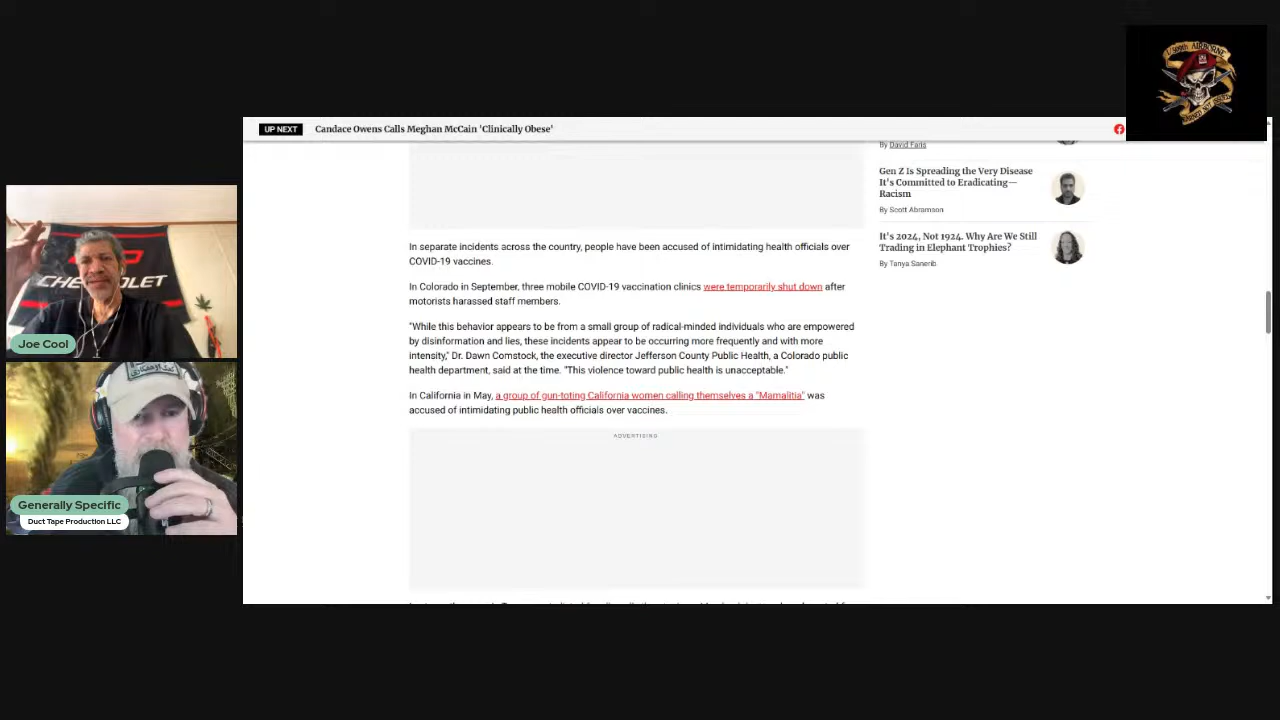 UP NEXT Candace Owens Calls Meghan McCain 'Clinically Obese'
By David Faris
Gen Z Is Spreading the Very Disease
It's Committed to Eradicating—
Racism
By Scott Abramson
It's 2024, Not 1924. Why Are We Still
Trading in Elephant Trophies?
By Tanya Sanerib
In separate incidents across the country, people have been accused of intimidating health officials over
COVID-19 vaccines.
In Colorado in September, three mobile COVID-19 vaccination clinics were temporarily shut down after
motorists harassed staff members.
"While this behavior appears to be from a small group of radical-minded individuals who are empowered
by disinformation and lies, these incidents appear to be occurring more frequently and with more
intensity," Dr. Dawn Comstock, the executive director Jefferson County Public Health, a Colorado public
health department, said at the time. "This violence toward public health is unacceptable."
In California in May, a group of gun-toting California women calling themselves a "Mamalitia" was
accused of intimidating public health officials over vaccines.
ADVERTISING
CHEVROLET
Joe Cool
Generally Specific
Duct Tape Production LLC
AIRBORNE